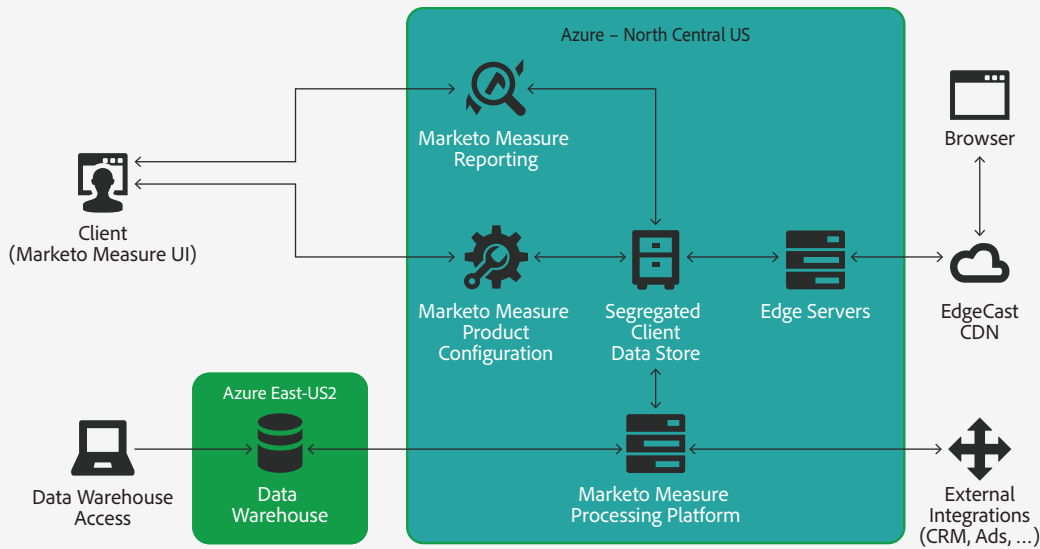 Azure – North Central US
Marketo Measure
Reporting
Browser
Client
(Marketo Measure UI)
Marketo Measure
Product
Configuration
Segregated
Client
Data Store
Edge Servers
EdgeCast
CDN
Azure East-US2
Data Warehouse
Access
Data
Warehouse
Marketo Measure
Processing Platform
External
Integrations
(CRM, Ads, ...)